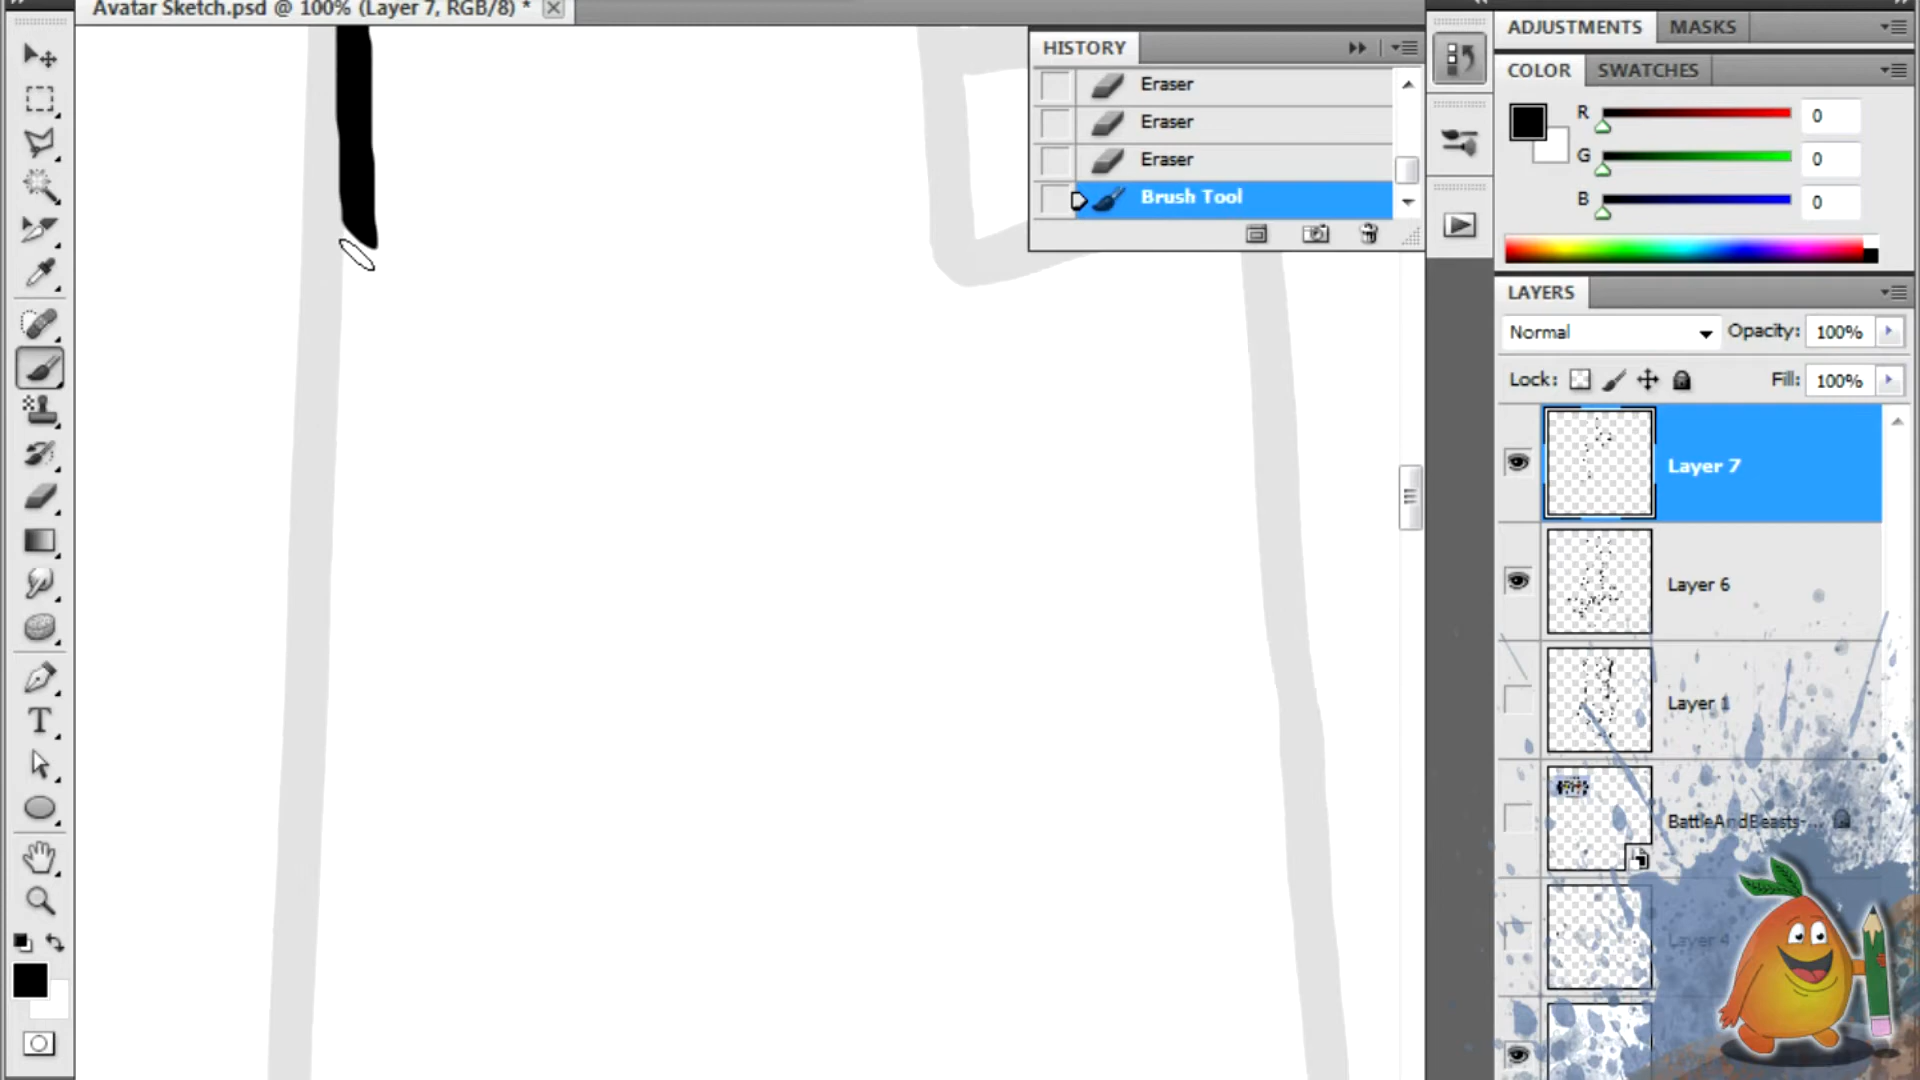 Avatar Sketch.psd @ 100% (Layer 7, RGB/8) *
HISTORY
Eraser
Eraser
Eraser
Brush Tool
ADJUSTMENTS MASKS
COLOR SWATCHES
R 0
G 0
B 0
LAYERS
Normal Opacity: 100%
Lock: Fill: 100%
Layer 7
Layer 6
Layer 1
BattleAndBeasts-...
Layer 4
T